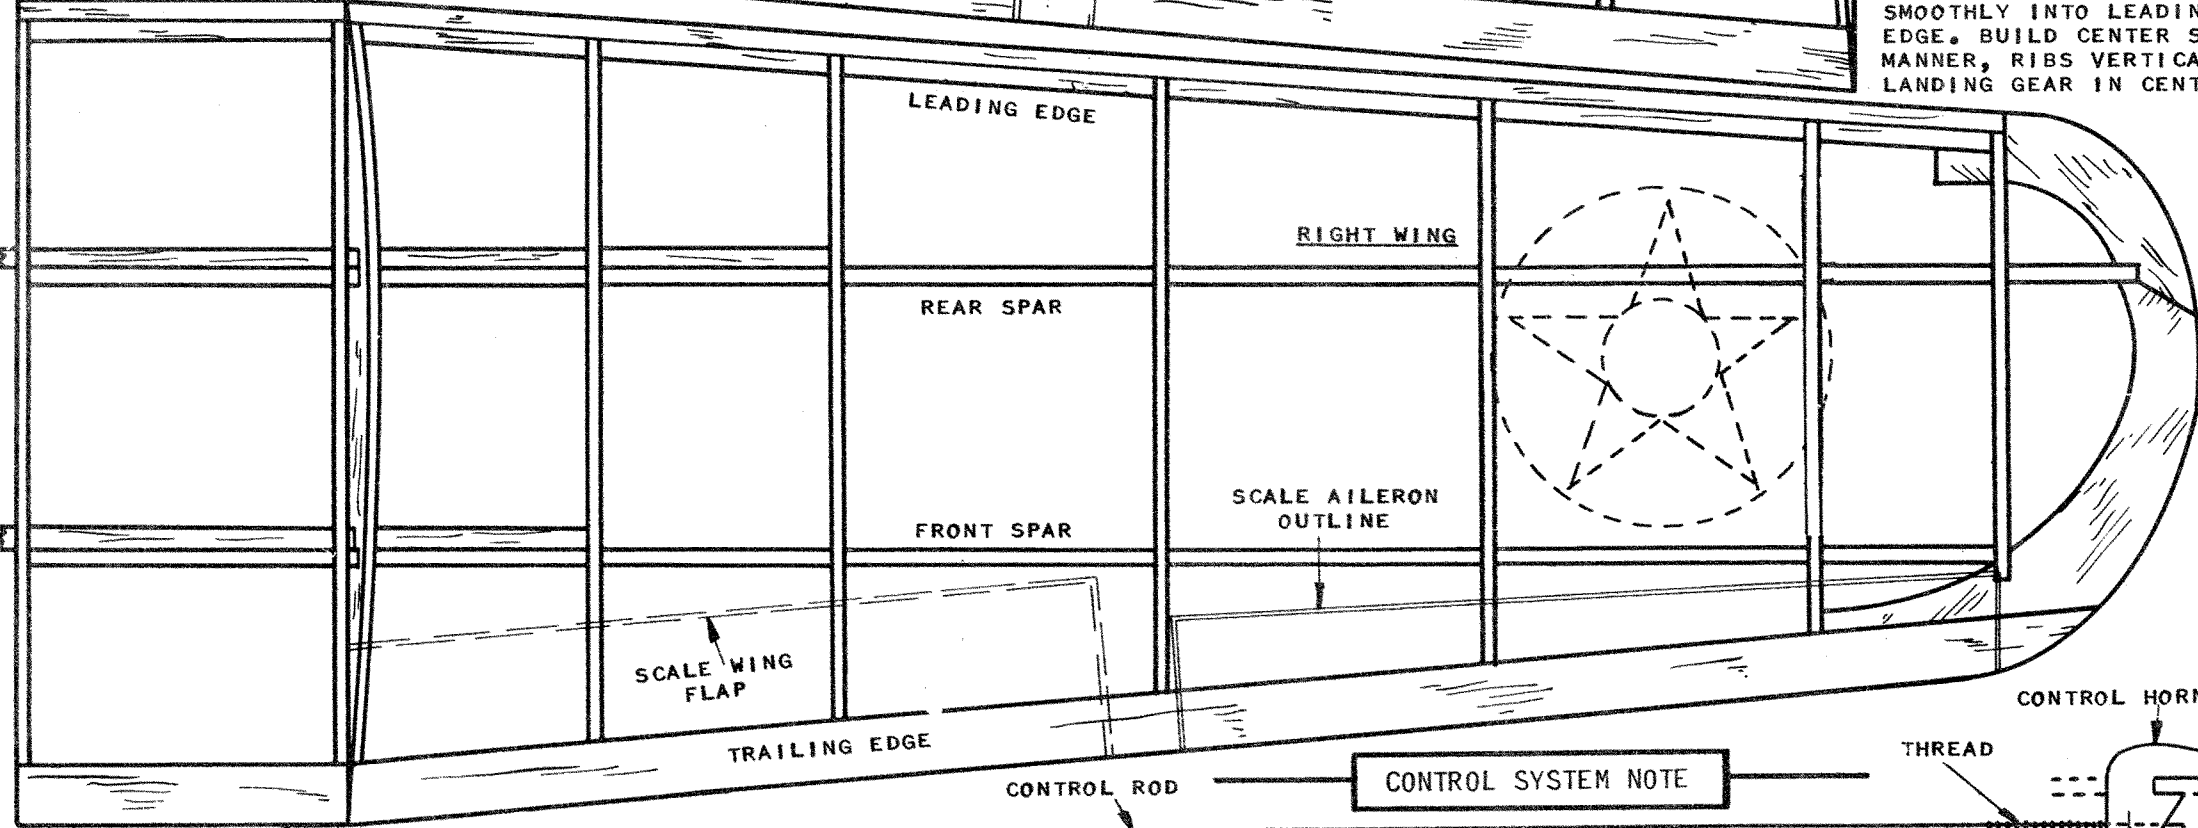 SMOOTHLY INTO LEADIN
EDGE. BUILD CENTER S
MANNER, RIBS VERTICA
LANDING GEAR IN CENT
LEADING EDGE
RIGHT WING
REAR SPAR
SCALE AILERON
OUTLINE
FRONT SPAR
SCALE WING
FLAP
TRAILING EDGE
CONTROL HORN
THREAD
CONTROL SYSTEM NOTE
CONTROL ROD